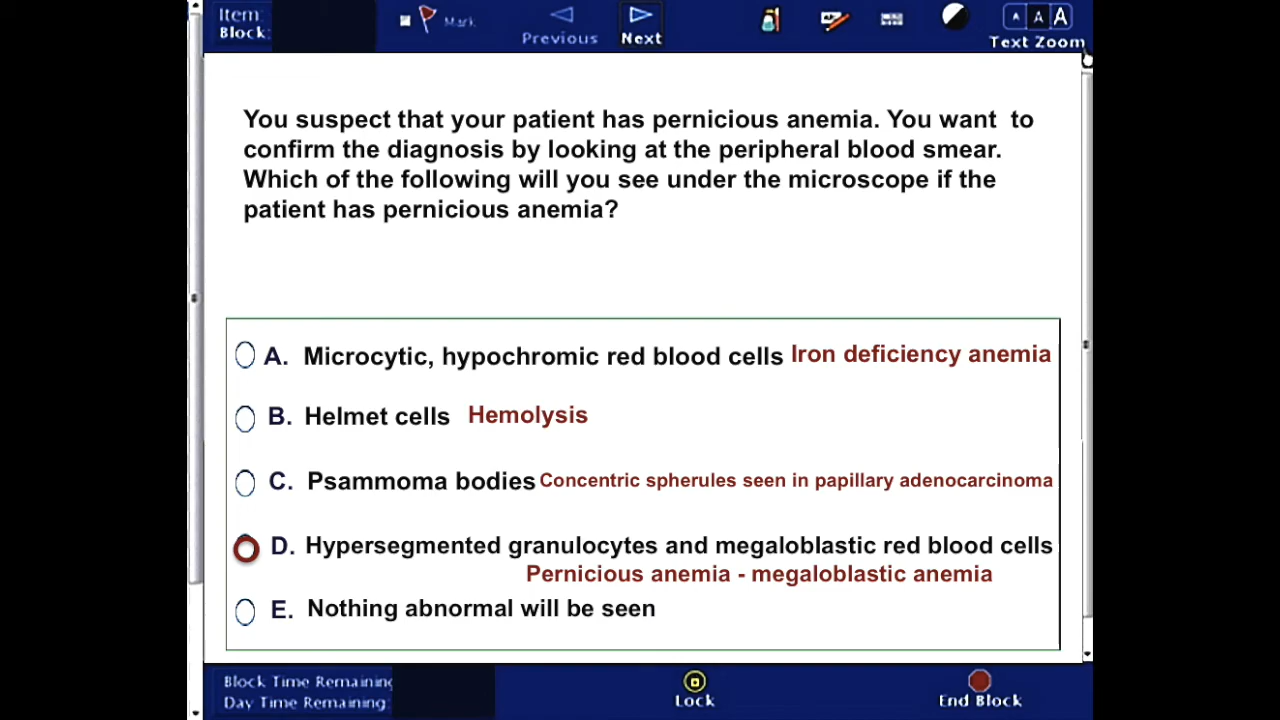 Item:
Block:
Mark
Previous
Next
A A A
Text Zoom
You suspect that your patient has pernicious anemia. You want to
confirm the diagnosis by looking at the peripheral blood smear.
Which of the following will you see under the microscope if the
patient has pernicious anemia?
A. Microcytic, hypochromic red blood cells Iron deficiency anemia
B. Helmet cells Hemolysis
C. Psammoma bodies Concentric spherules seen in papillary adenocarcinoma
D. Hypersegmented granulocytes and megaloblastic red blood cells
Pernicious anemia - megaloblastic anemia
E. Nothing abnormal will be seen
Block Time Remaining
Day Time Remaining:
Lock
End Block